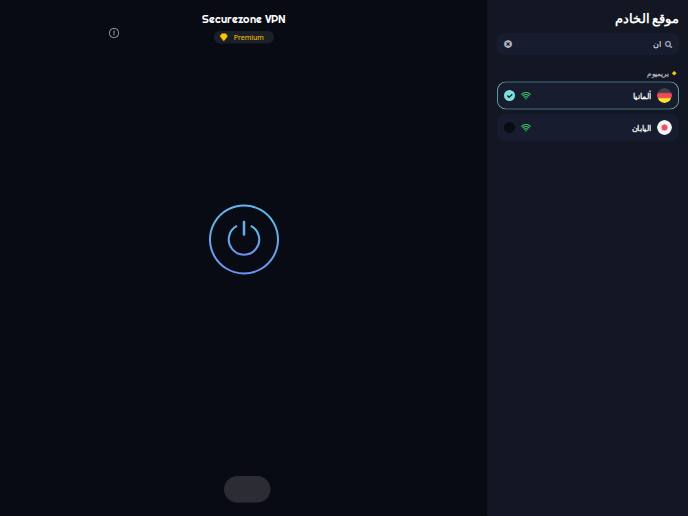 Securezone VPN
Premium
موقع الخادم
ان
بريميوم
ألمانيا
اليابان